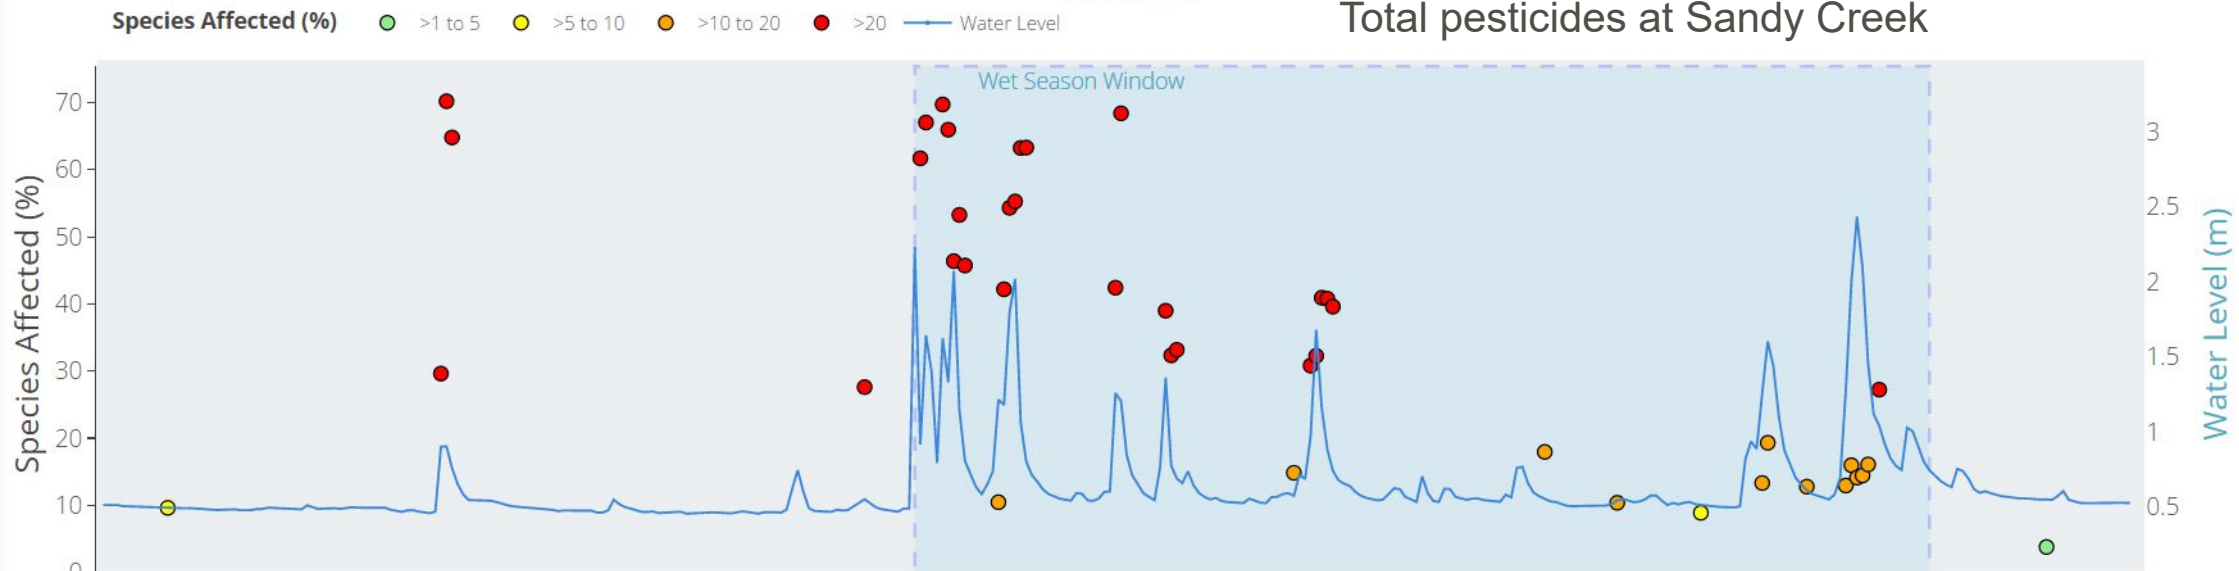 Total pesticides at Sandy Creek
Species Affected (%) >1 to 5 >5 to 10 >10 to 20 >20 Water Level
Wet Season Window
Species Affected (%)
70
60
50
40
30
20
10
0
3
2.5
2
1.5
1
0.5
Water Level (m)